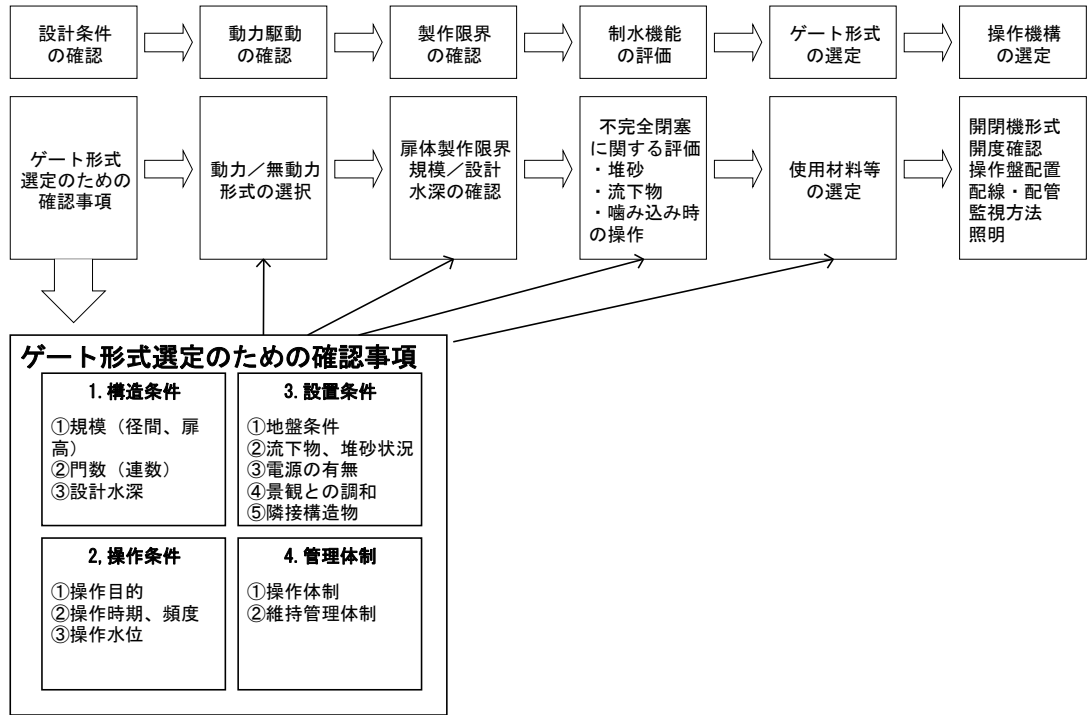 設計条件
の確認
動力駆動
の確認
製作限界
の確認
制水機能
の評価
ゲート形式
の選定
操作機構
の選定
ゲート形式
選定のための
確認事項
動力／無動力
形式の選択
扉体製作限界
規模／設計
水深の確認
不完全閉塞
に関する評価
・堆砂
・流下物
・噛み込み時
の操作
使用材料等
の選定
開閉機形式
開度確認
操作盤配置
配線・配管
監視方法
照明
ゲート形式選定のための確認事項
1.構造条件
①規模（径間、扉
高）
②門数（連数）
③設計水深
3.設置条件
①地盤条件
②流下物、堆砂状況
③電源の有無
④景観との調和
⑤隣接構造物
2,操作条件
①操作目的
②操作時期、頻度
③操作水位
4.管理体制
①操作体制
②維持管理体制